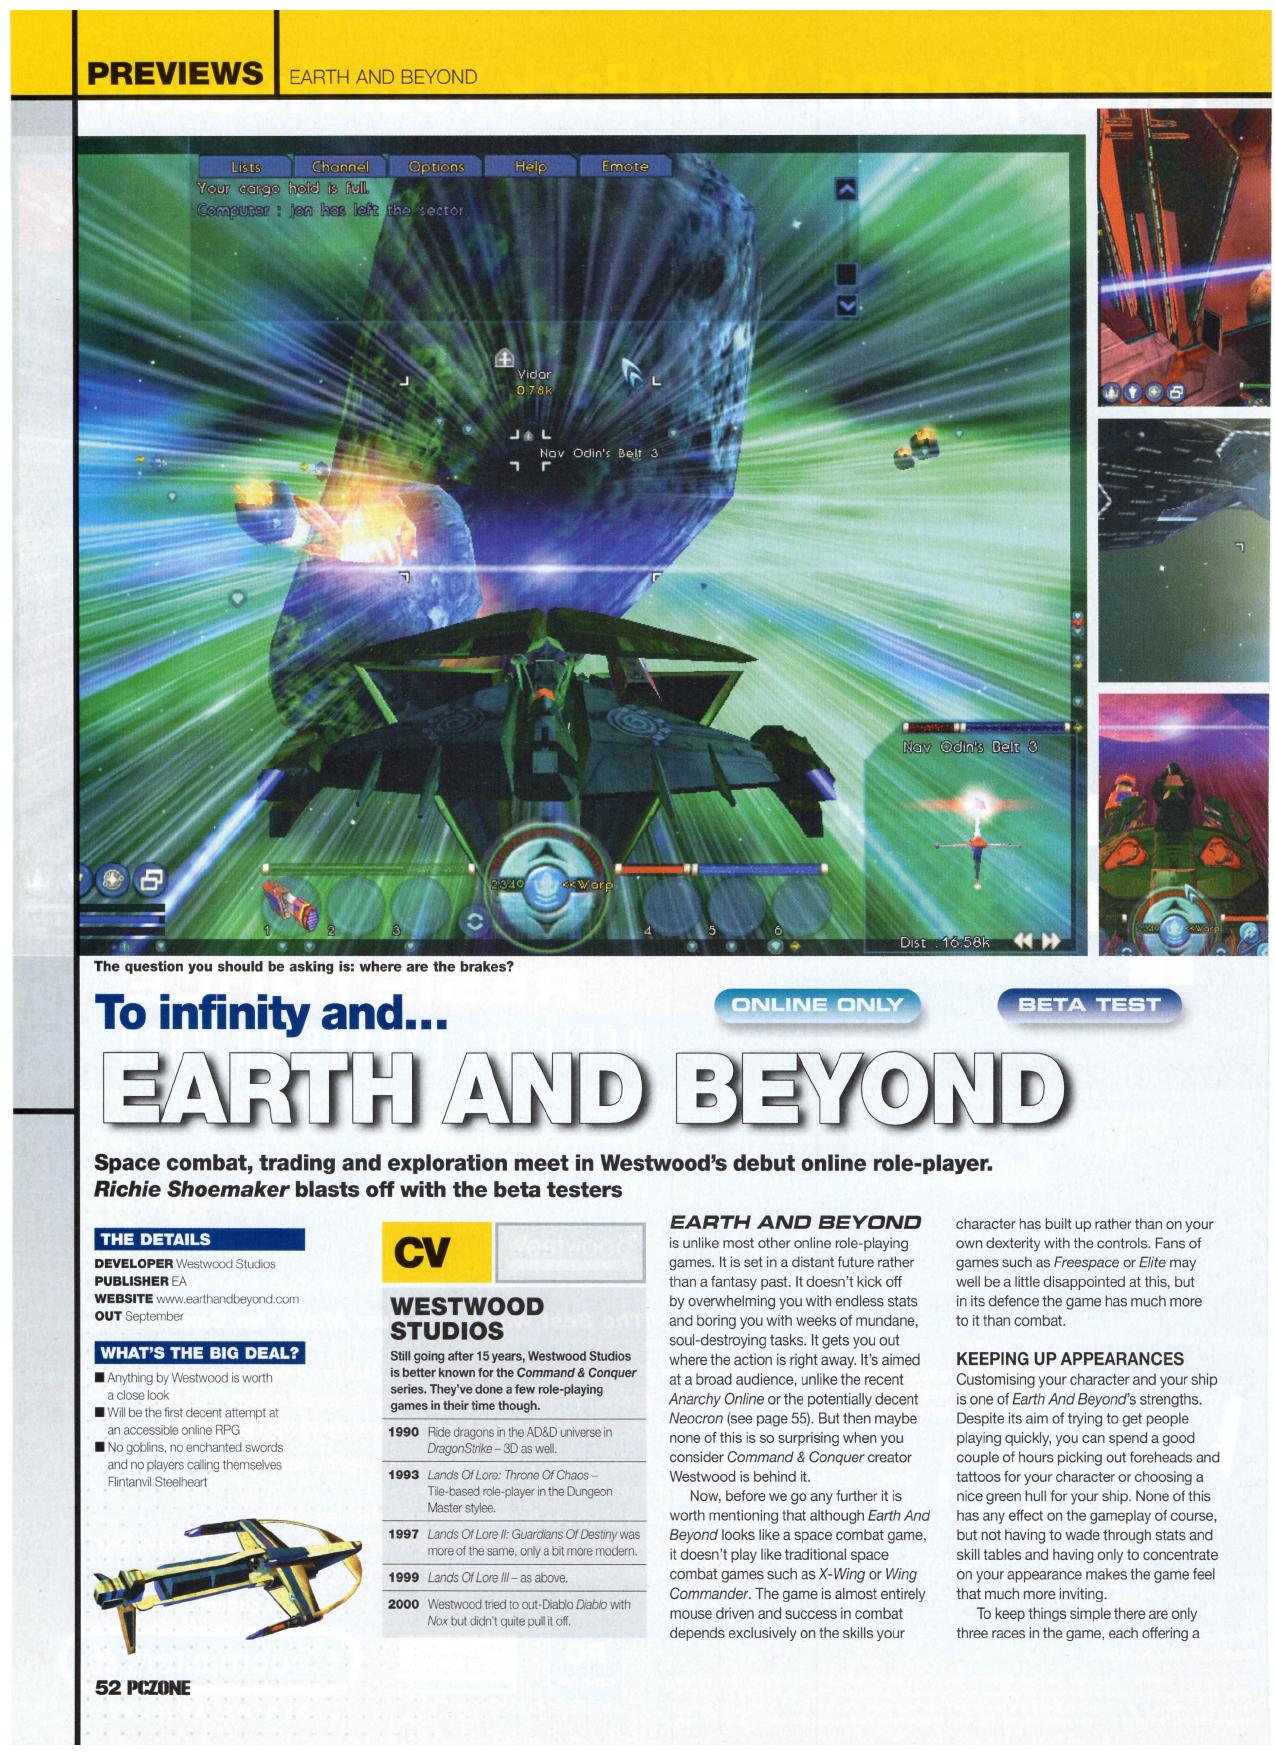 PREVIEWS
EARTH AND BEYOND
Lists Channel Options Help Emote
Your cargo hold is full.
Computer : jon has left the sector
Vidar
0.78k
Nav Odin's Belt 3
Nav Odin's Belt 3
2340 <<Warp
1 2 3 4 5 6
Dist : 16.58k
2340 <<Warp
The question you should be asking is: where are the brakes?
To infinity and...
ONLINE ONLY
BETA TEST
EARTH AND BEYOND
Space combat, trading and exploration meet in Westwood's debut online role-player.
Richie Shoemaker blasts off with the beta testers
THE DETAILS
DEVELOPER Westwood Studios
PUBLISHER EA
WEBSITE www.earthandbeyond.com
OUT September
WHAT'S THE BIG DEAL?
■ Anything by Westwood is worth
a close look
■ Will be the first decent attempt at
an accessible online RPG
■ No goblins, no enchanted swords
and no players calling themselves
Flintanvil Steelheart
CV
Westwood
WESTWOOD
STUDIOS
Still going after 15 years, Westwood Studios
is better known for the Command & Conquer
series. They've done a few role-playing
games in their time though.
1990 Ride dragons in the AD&D universe in
DragonStrike – 3D as well.
1993 Lands Of Lore: Throne Of Chaos –
Tile-based role-player in the Dungeon
Master stylee.
1997 Lands Of Lore II: Guardians Of Destiny was
more of the same, only a bit more modern.
1999 Lands Of Lore III – as above.
2000 Westwood tried to out-Diablo Diablo with
Nox but didn't quite pull it off.
EARTH AND BEYOND
is unlike most other online role-playing
games. It is set in a distant future rather
than a fantasy past. It doesn't kick off
by overwhelming you with endless stats
and boring you with weeks of mundane,
soul-destroying tasks. It gets you out
where the action is right away. It's aimed
at a broad audience, unlike the recent
Anarchy Online or the potentially decent
Neocron (see page 55). But then maybe
none of this is so surprising when you
consider Command & Conquer creator
Westwood is behind it.
Now, before we go any further it is
worth mentioning that although Earth And
Beyond looks like a space combat game,
it doesn't play like traditional space
combat games such as X-Wing or Wing
Commander. The game is almost entirely
mouse driven and success in combat
depends exclusively on the skills your
character has built up rather than on your
own dexterity with the controls. Fans of
games such as Freespace or Elite may
well be a little disappointed at this, but
in its defence the game has much more
to it than combat.
KEEPING UP APPEARANCES
Customising your character and your ship
is one of Earth And Beyond's strengths.
Despite its aim of trying to get people
playing quickly, you can spend a good
couple of hours picking out foreheads and
tattoos for your character or choosing a
nice green hull for your ship. None of this
has any effect on the gameplay of course,
but not having to wade through stats and
skill tables and having only to concentrate
on your appearance makes the game feel
that much more inviting.
To keep things simple there are only
three races in the game, each offering a
52 PCZONE